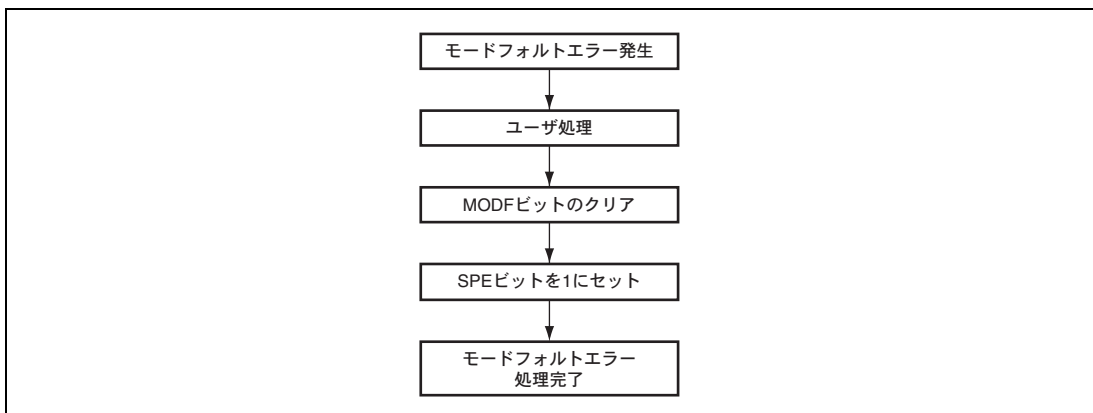 モードフォルトエラー発生
ユーザ処理
MODFビットのクリア
SPEビットを1にセット
モードフォルトエラー
処理完了